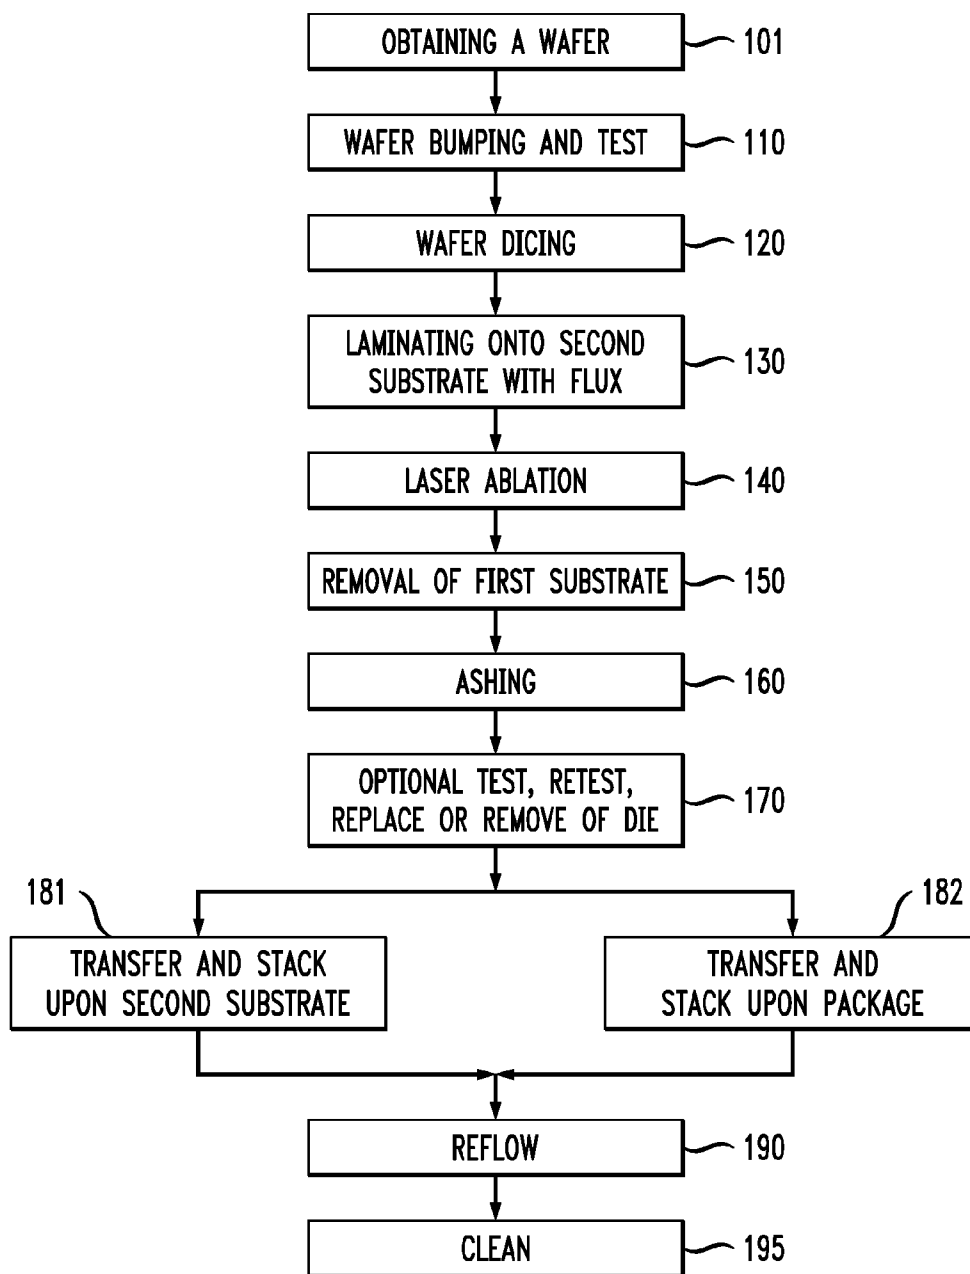 OBTAINING A WAFER
101
WAFER BUMPING AND TEST
110
WAFER DICING
120
LAMINATING ONTO SECOND
SUBSTRATE WITH FLUX
130
LASER ABLATION
140
REMOVAL OF FIRST SUBSTRATE
150
ASHING
160
OPTIONAL TEST, RETEST,
REPLACE OR REMOVE OF DIE
170
181
TRANSFER AND STACK
UPON SECOND SUBSTRATE
182
TRANSFER AND
STACK UPON PACKAGE
REFLOW
190
CLEAN
195